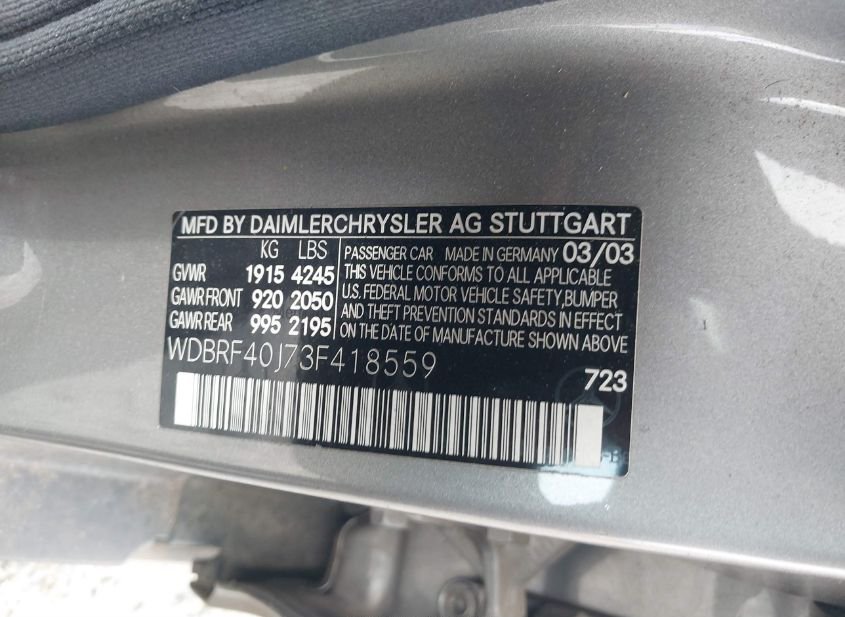 MFD BY DAIMLERCHRYSLER AG STUTTGART
KG LBS
GVWR 1915 4245
GAWR FRONT 920 2050
GAWR REAR 995 2195
PASSENGER CAR MADE IN GERMANY 03/03
THIS VEHICLE CONFORMS TO ALL APPLICABLE
U.S. FEDERAL MOTOR VEHICLE SAFETY,BUMPER
AND THEFT PREVENTION STANDARDS IN EFFECT
ON THE DATE OF MANUFACTURE SHOWN ABOVE
WDBRF40J73F418559
723